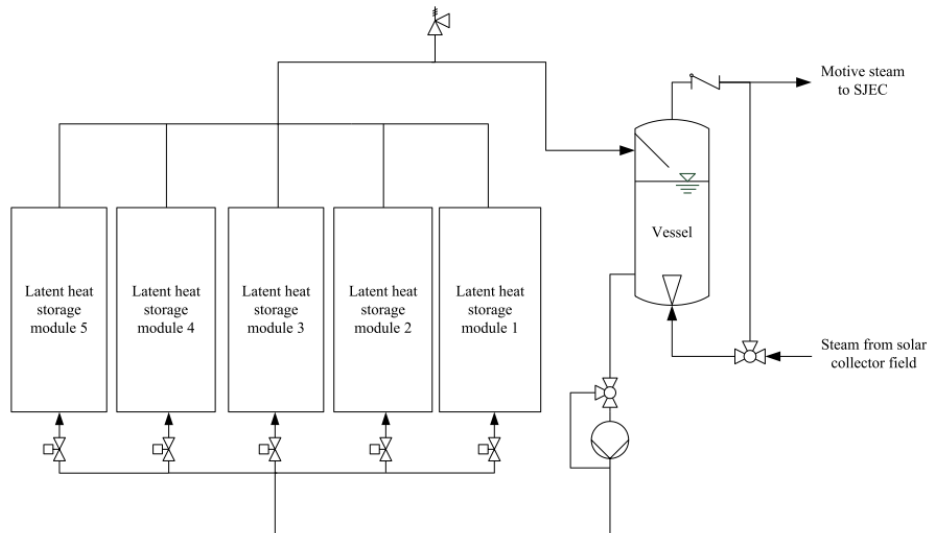 Motive steam
to SJEC
Vessel
Latent heat
storage
module 5
Latent heat
storage
module 4
Latent heat
storage
module 3
Latent heat
storage
module 2
Latent heat
storage
module 1
Steam from solar
collector field